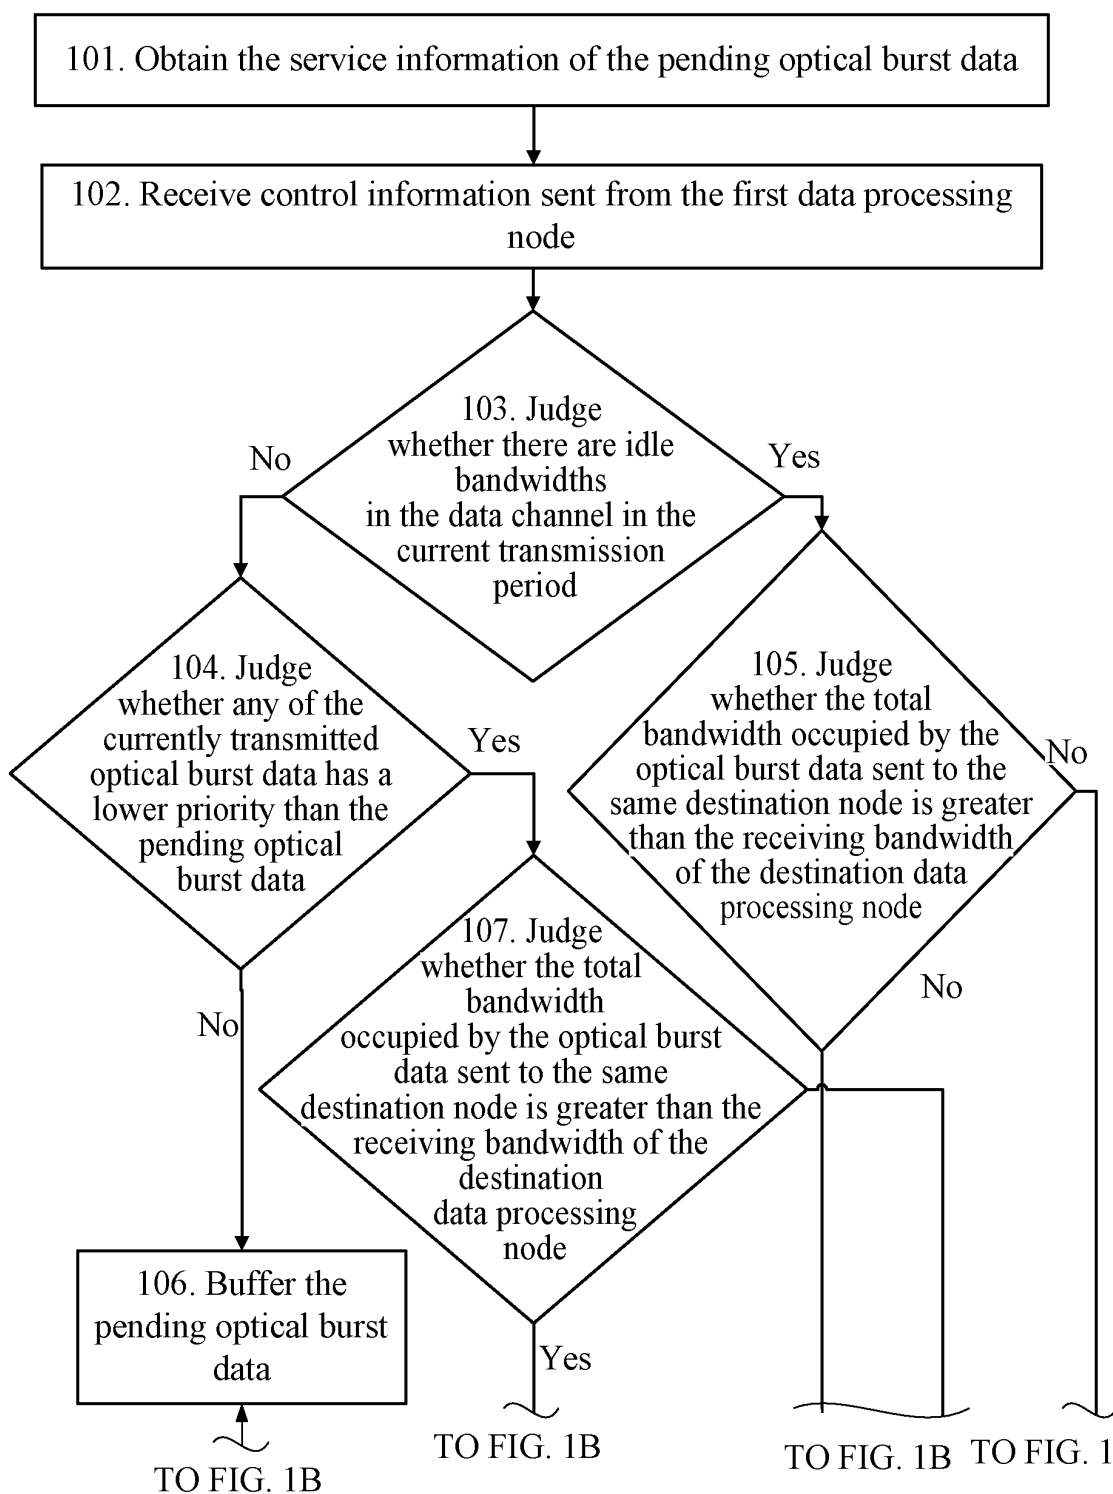 101. Obtain the service information of the pending optical burst data
102. Receive control information sent from the first data processing
node
103. Judge
whether there are idle
bandwidths
in the data channel in the
current transmission
period
No
Yes
104. Judge
whether any of the
currently transmitted
optical burst data has a
lower priority than the
pending optical
burst data
Yes
No
105. Judge
whether the total
bandwidth occupied by the
optical burst data sent to the
same destination node is greater
than the receiving bandwidth
of the destination data
processing node
No
No
107. Judge
whether the total
bandwidth
occupied by the optical burst
data sent to the same
destination node is greater than the
receiving bandwidth of the
destination
data processing
node
Yes
106. Buffer the
pending optical burst
data
TO FIG. 1B
TO FIG. 1B
TO FIG. 1B
TO FIG. 1